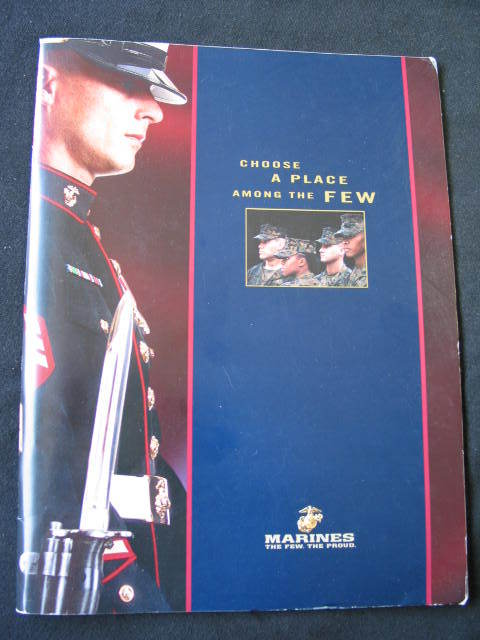 CHOOSE
A PLACE
AMONG THE FEW
MARINES
THE FEW. THE PROUD.